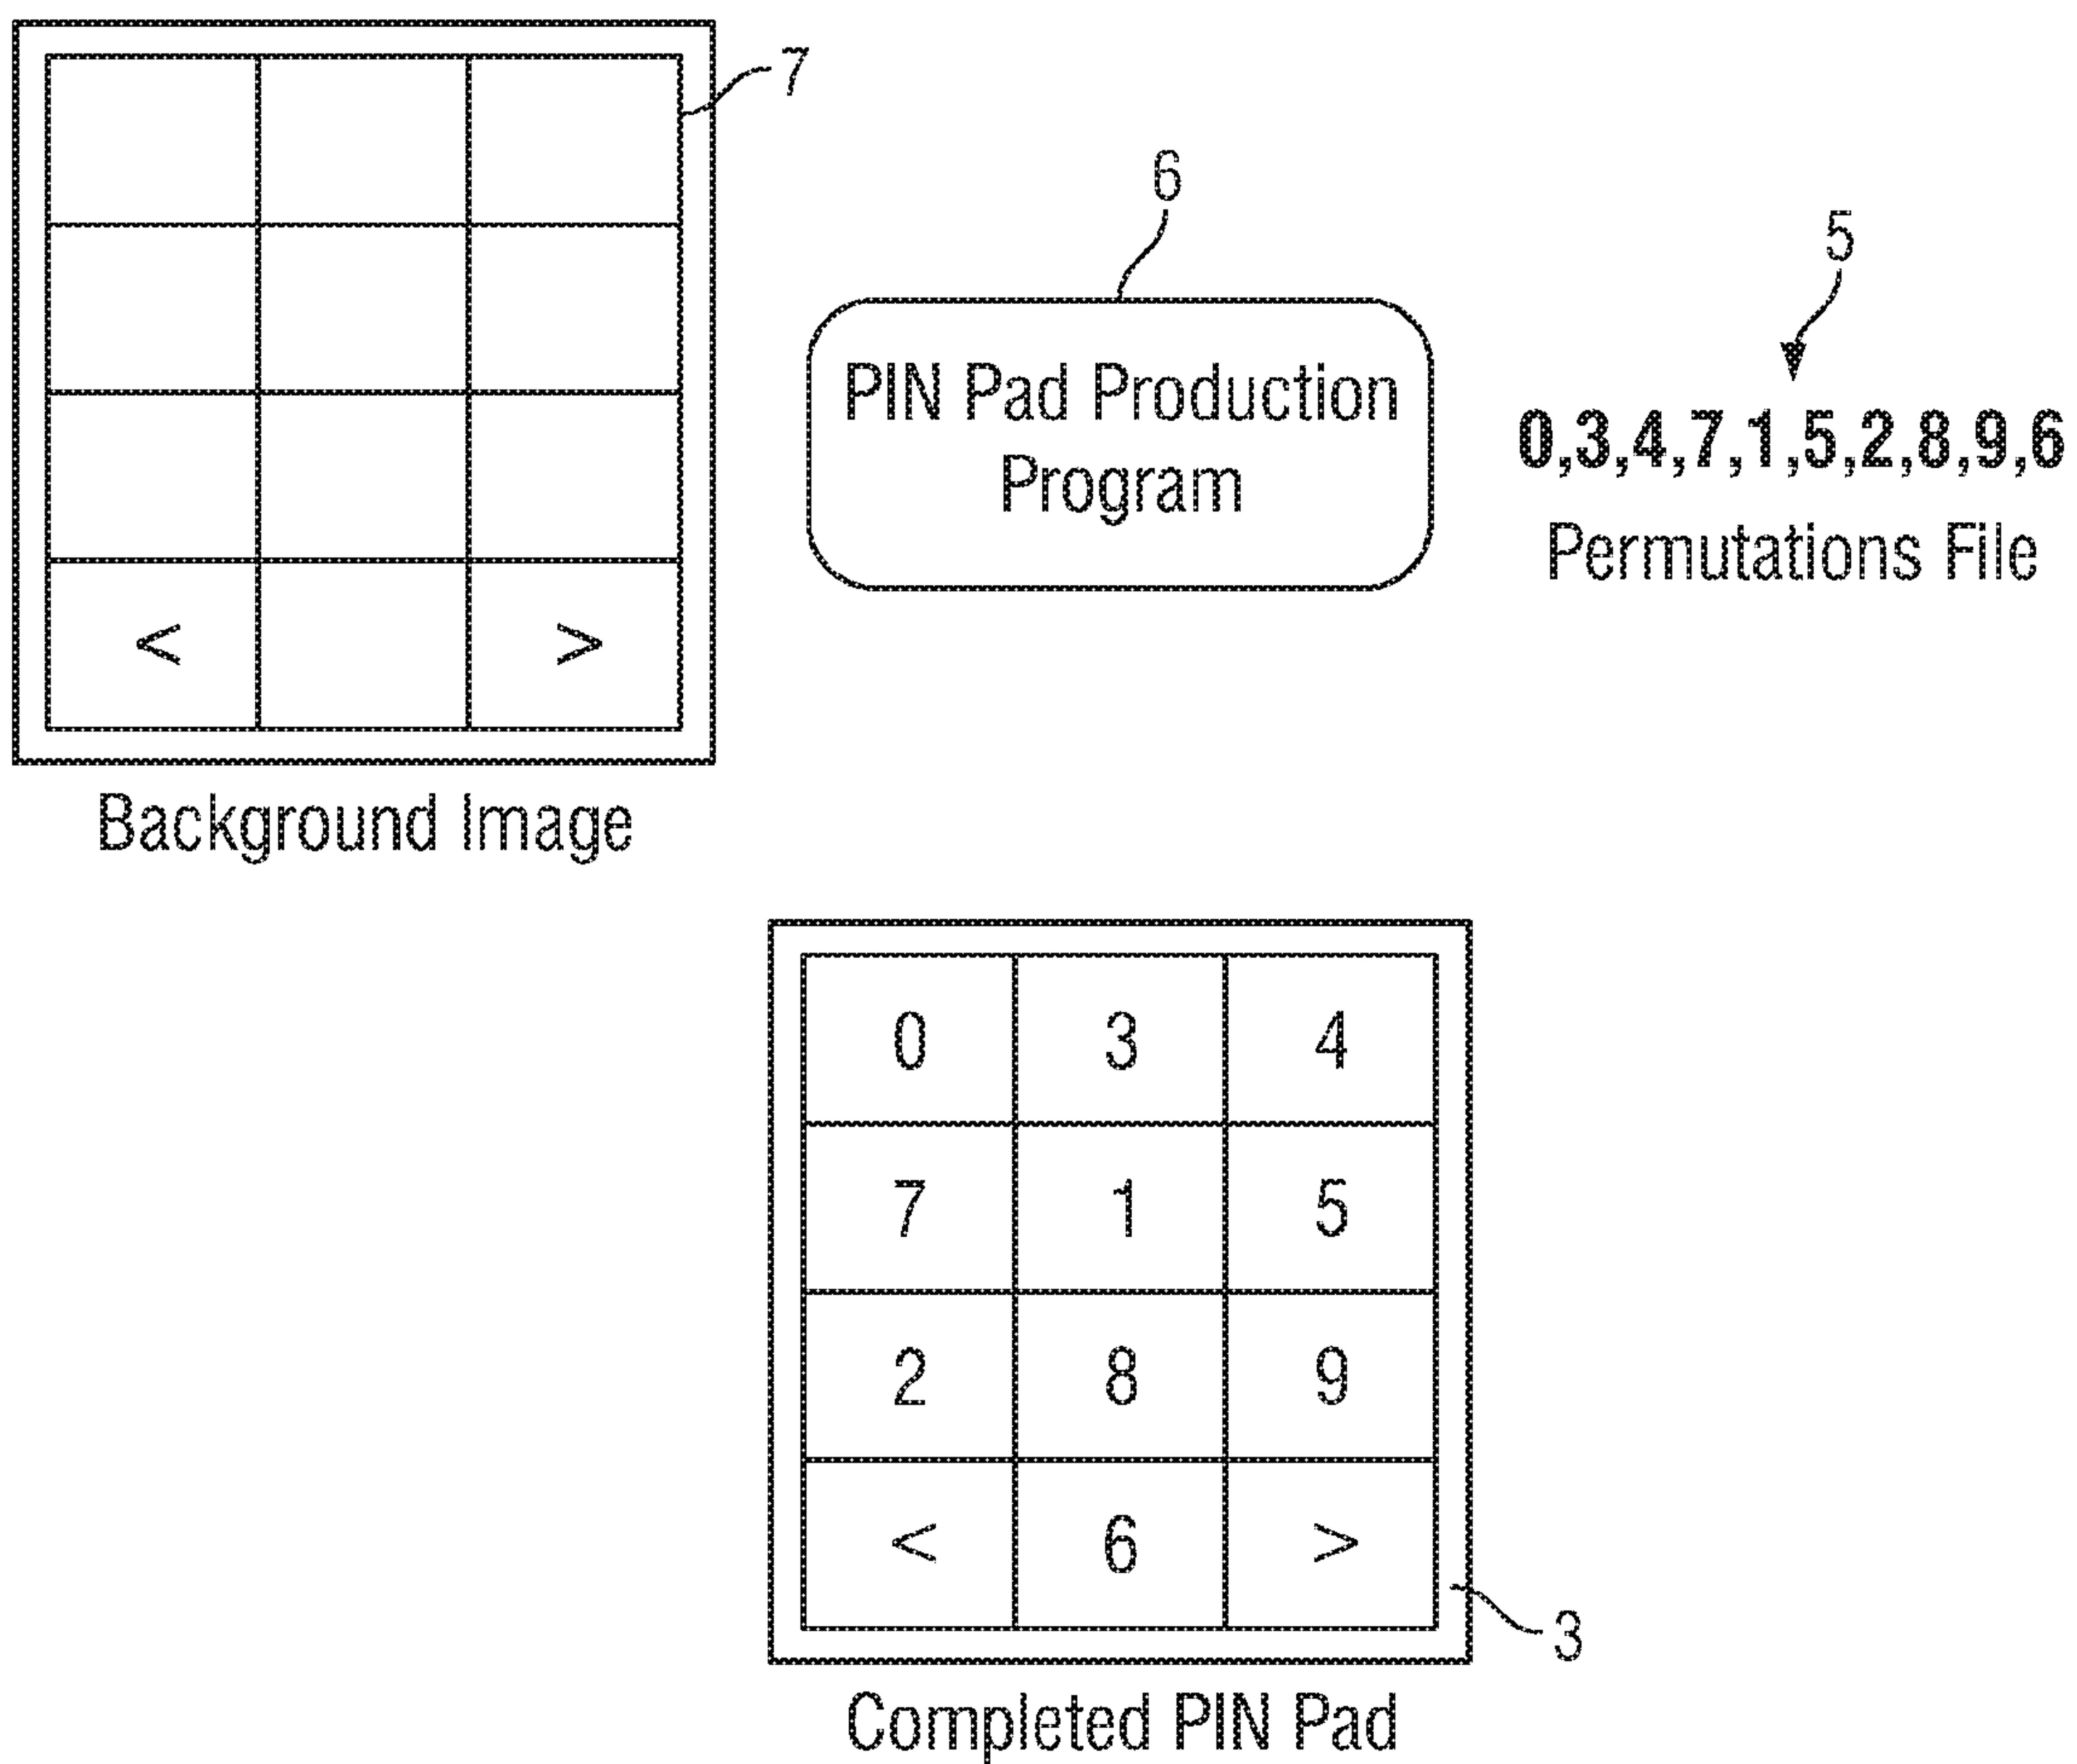 7
< >
Background Image
6
PIN Pad Production
Program
5
0,3,4,7,1,5,2,8,9,6
Permutations File
0 3 4
7 1 5
2 8 9
< 6 >
3
Completed PIN Pad